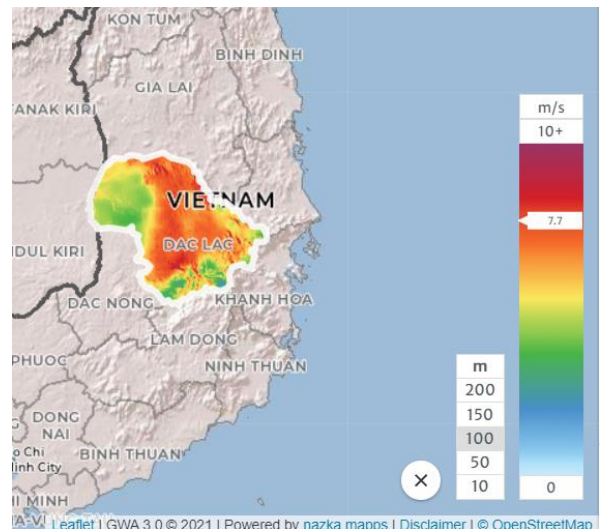 KON TUM
BINH DINH
GIA LAI
TANAK KIRI
VIETNAM
DAC LAC
DAC NONG
KHANH HOA
LAM DONG
NINH THUAN
PHUOC
DONG
NAI
BINH THUAN
m/s
10+
7.7
0
m
200
150
100
50
10
×
Leaflet | GWA 3.0 © 2021 | Powered by nazka mapps | Disclaimer | © OpenStreetMap